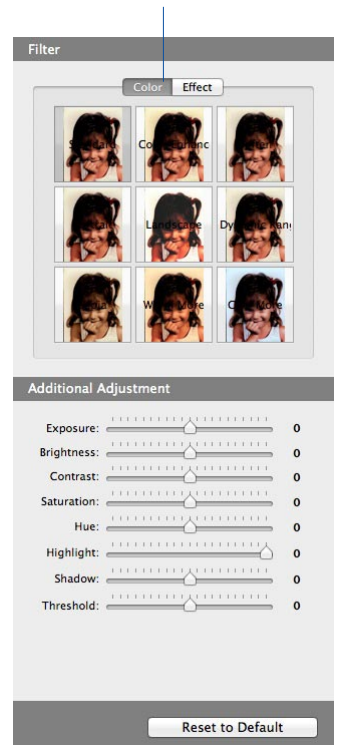 Filter
Color Effect
Landscape
Additional Adjustment
Exposure: 0
Brightness: 0
Contrast: 0
Saturation: 0
Hue: 0
Highlight: 0
Shadow: 0
Threshold: 0
Reset to Default